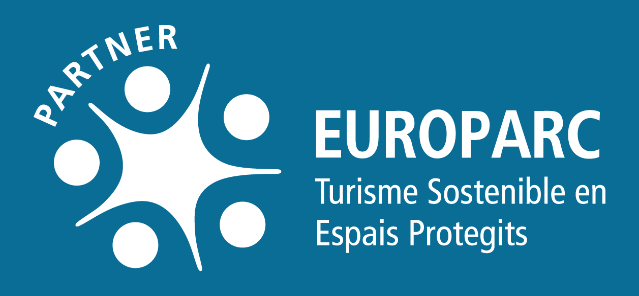 PARTNER
EUROPARC
Turisme Sostenible en
Espais Protegits